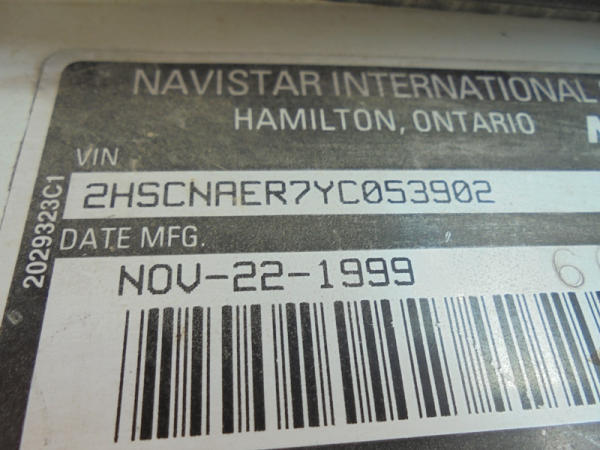 NAVISTAR INTERNATIONAL
HAMILTON, ONTARIO
VIN
2HSCNAER7YC053902
DATE MFG.
NOV-22-1999
2029323C1